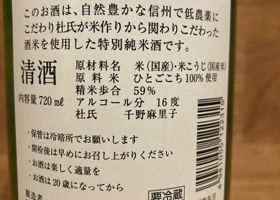 このお酒は、自然豊かな信州で低農薬に
こだわり杜氏が米作りから関わりこだわった
酒米を使用した特別純米酒です。
清酒
内容量720㎖
原材料名 米(国産)・米こうじ(国産米)
原料米 ひとごこち100%使用
精米歩合 59%
アルコール分 16度
杜氏 千野麻里子
・保管は冷暗所でお願いします
・開栓後は早めにお召し上がりください
・お酒は楽しく適量を
・お酒は20歳になってから
要冷蔵
製造者